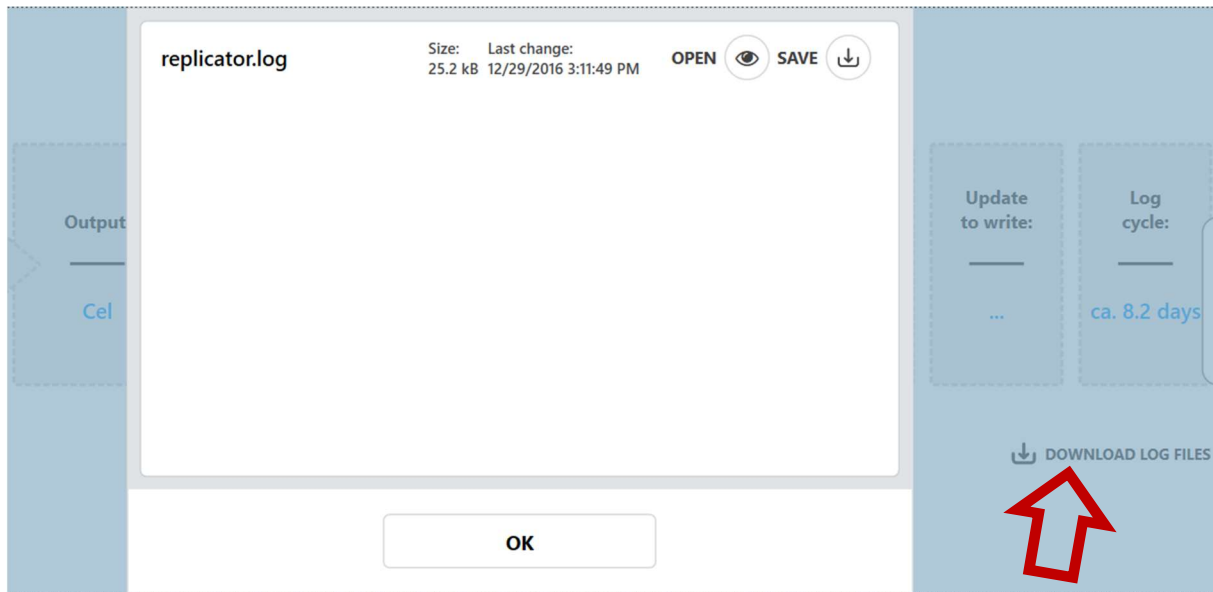 replicator.log
Size: Last change:
25.2 kB 12/29/2016 3:11:49 PM
OPEN SAVE
Output
Cel
Update
to write:
...
Log
cycle:
ca. 8.2 days
DOWNLOAD LOG FILES
OK